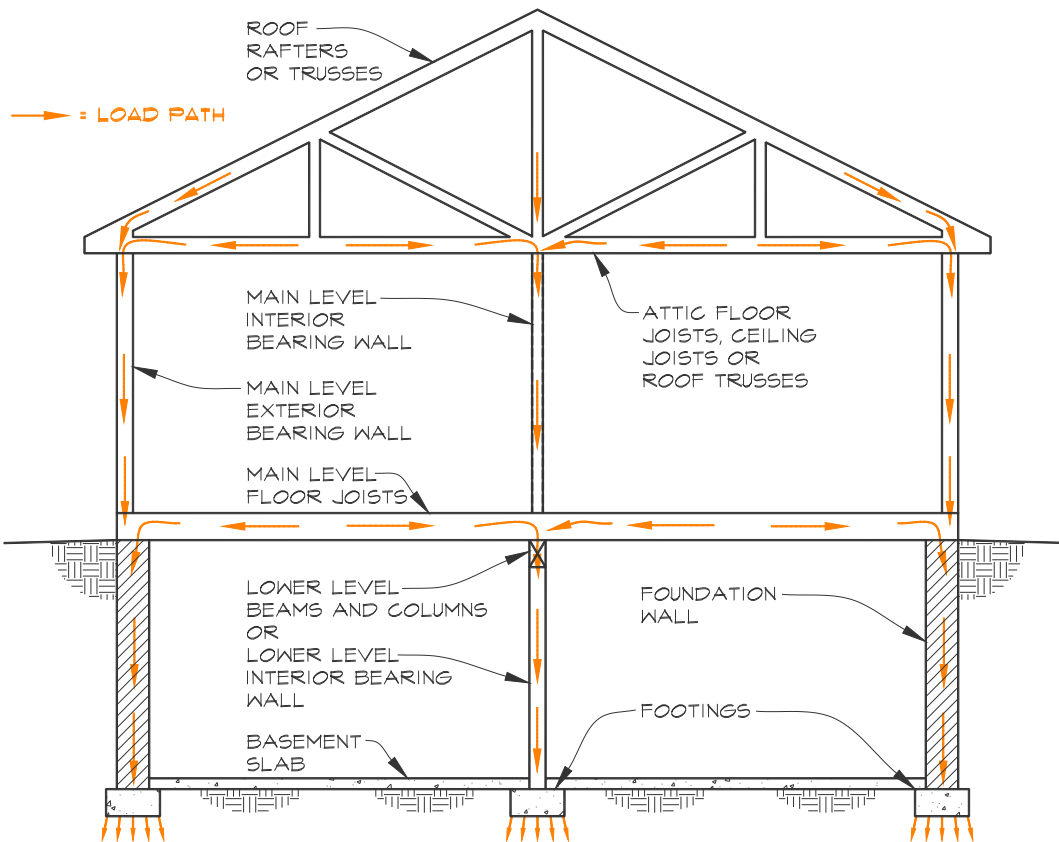 ROOF
RAFTERS
OR TRUSSES
= LOAD PATH
MAIN LEVEL
INTERIOR
BEARING WALL
ATTIC FLOOR
JOISTS, CEILING
JOISTS OR
ROOF TRUSSES
MAIN LEVEL
EXTERIOR
BEARING WALL
MAIN LEVEL
FLOOR JOISTS
LOWER LEVEL
BEAMS AND COLUMNS
OR
LOWER LEVEL
INTERIOR BEARING
WALL
FOUNDATION
WALL
FOOTINGS
BASEMENT
SLAB